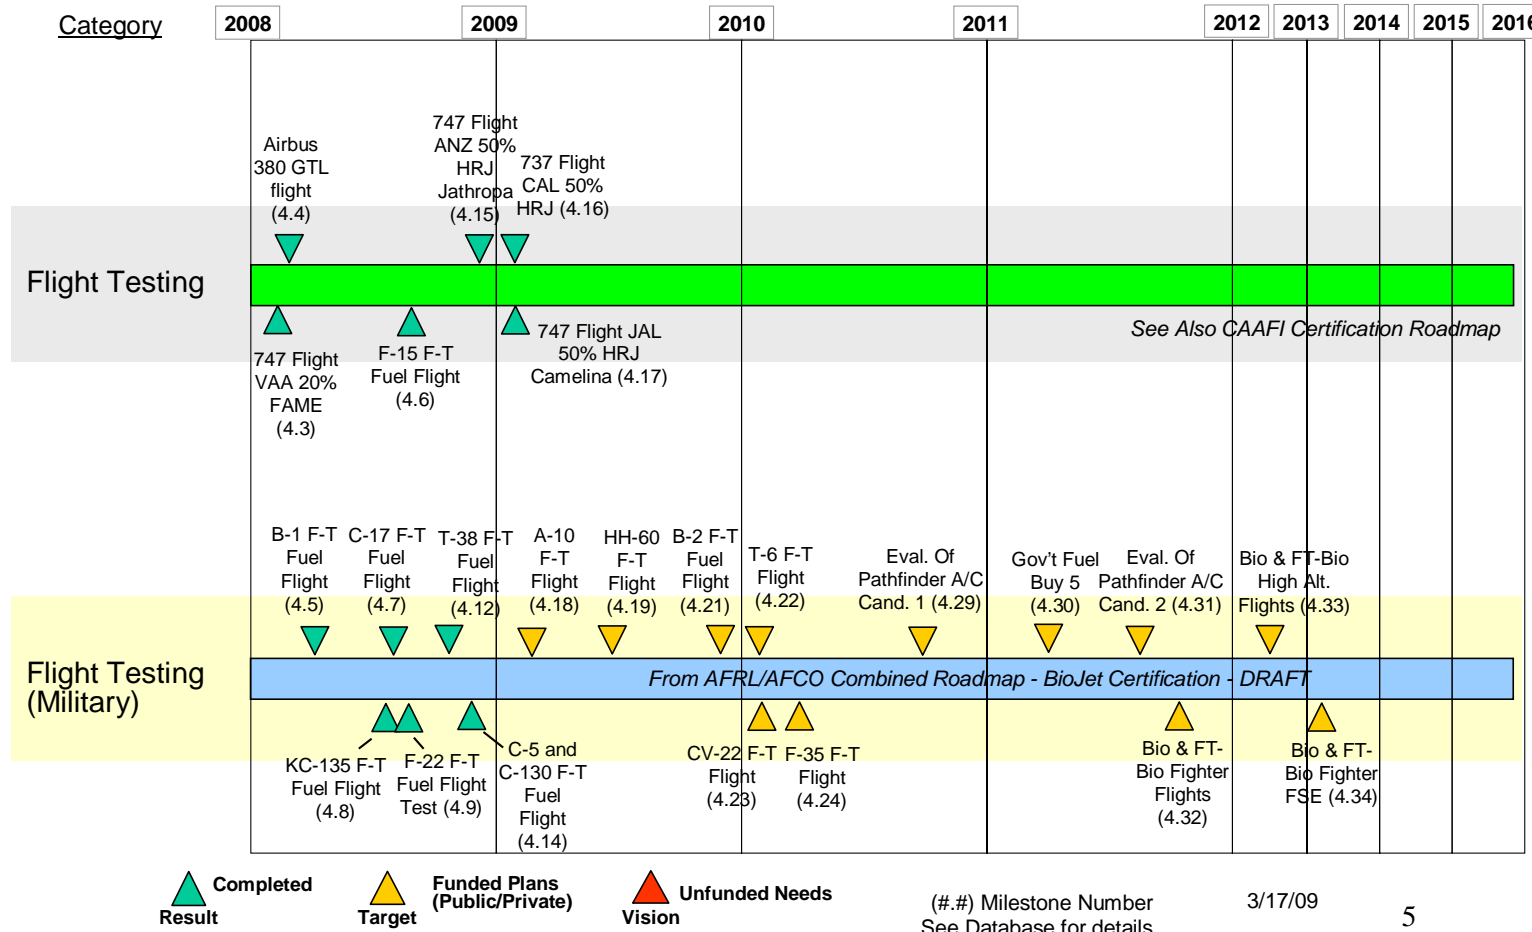 Category
2008
2009
2010
2011
2012
2013
2014
2015
2016
Airbus
380 GTL
flight
(4.4)
747 Flight
ANZ 50%
HRJ
Jathropa
(4.15)
737 Flight
CAL 50%
HRJ (4.16)
Flight Testing
See Also CAAFI Certification Roadmap
747 Flight
VAA 20%
FAME
(4.3)
F-15 F-T
Fuel Flight
(4.6)
747 Flight JAL
50% HRJ
Camelina (4.17)
B-1 F-T
Fuel
Flight
(4.5)
C-17 F-T
Fuel
Flight
(4.7)
T-38 F-T
Fuel
Flight
(4.12)
A-10
F-T
Flight
(4.18)
HH-60
F-T
Flight
(4.19)
B-2 F-T
Fuel
Flight
(4.21)
T-6 F-T
Flight
(4.22)
Eval. Of
Pathfinder A/C
Cand. 1 (4.29)
Gov't Fuel
Buy 5
(4.30)
Eval. Of
Pathfinder A/C
Cand. 2 (4.31)
Bio & FT-Bio
High Alt.
Flights (4.33)
Flight Testing
(Military)
From AFRL/AFCO Combined Roadmap - BioJet Certification - DRAFT
KC-135 F-T
Fuel Flight
(4.8)
F-22 F-T
Fuel Flight
Test (4.9)
C-5 and
C-130 F-T
Fuel
Flight
(4.14)
CV-22 F-T
Flight
(4.23)
F-35 F-T
Flight
(4.24)
Bio & FT-
Bio Fighter
Flights
(4.32)
Bio & FT-
Bio Fighter
FSE (4.34)
Completed
Result
Funded Plans
(Public/Private)
Target
Unfunded Needs
Vision
(#.#) Milestone Number
See Database for details
3/17/09
5